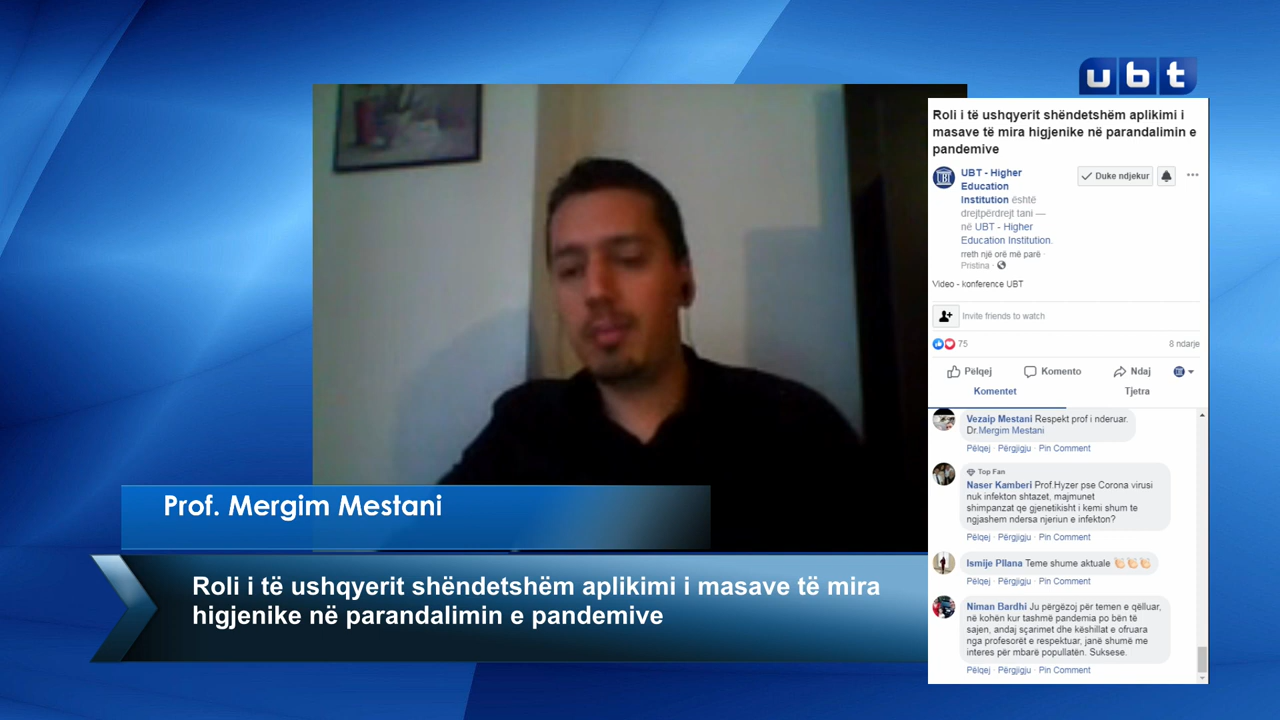 ubt
Roli i të ushqyerit shëndetshëm aplikimi i
masave të mira higjenike në parandalimin e
pandemive
UBT - Higher
Education
Institution është
drejtpërdrejt tani —
në UBT - Higher
Education Institution.
rreth një orë më parë ·
Pristina ·
Duke ndjekur
Video - konference UBT
Invite friends to watch
75
8 ndarje
Pëlqej Komento Ndaj
Komentet Tjetra
Vezaip Mestani Respekt prof i nderuar.
Dr.Mergim Mestani
Pëlqej · Përgjigju · Pin Comment
Top Fan
Naser Kamberi Prof.Hyzer pse Corona virusi
nuk infekton shtazet, majmunet
shimpanzat qe gjenetikisht i kemi shum te
ngjashem ndersa njeriun e infekton?
Pëlqej · Përgjigju · Pin Comment
Ismije Pllana Teme shume aktuale 👏🏻👏🏻👏🏻
Pëlqej · Përgjigju · Pin Comment
Niman Bardhi Ju përgëzoj për temen e qëlluar,
në kohën kur tashmë pandemia po bën të
sajen, andaj sçarimet dhe këshillat e ofruara
nga profesorët e respektuar, janë shumë me
interes për mbarë popullatën. Suksese.
Pëlqej · Përgjigju · Pin Comment
Prof. Mergim Mestani
Roli i të ushqyerit shëndetshëm aplikimi i masave të mira
higjenike në parandalimin e pandemive